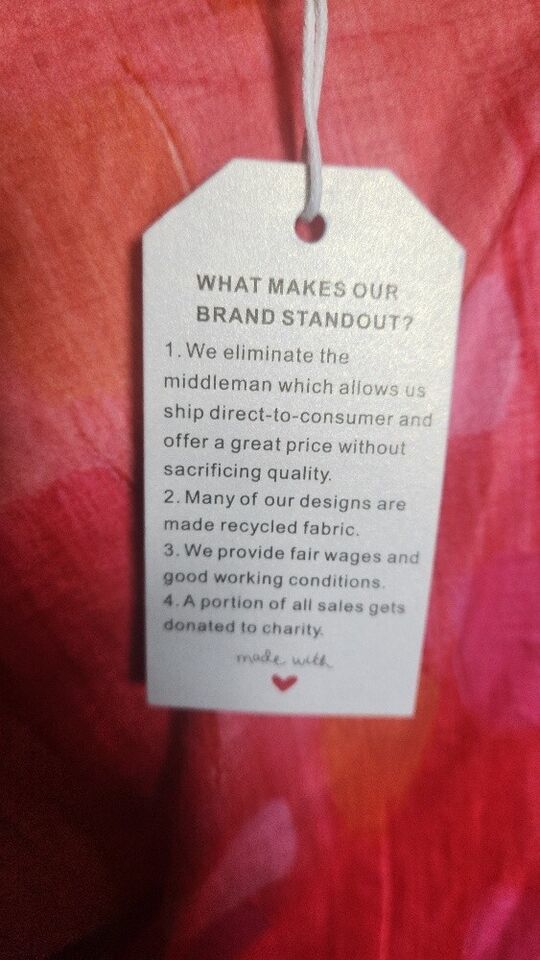 WHAT MAKES OUR
BRAND STANDOUT?
1. We eliminate the
middleman which allows us
ship direct-to-consumer and
offer a great price without
sacrificing quality.
2. Many of our designs are
made recycled fabric.
3. We provide fair wages and
good working conditions.
4. A portion of all sales gets
donated to charity.
made with